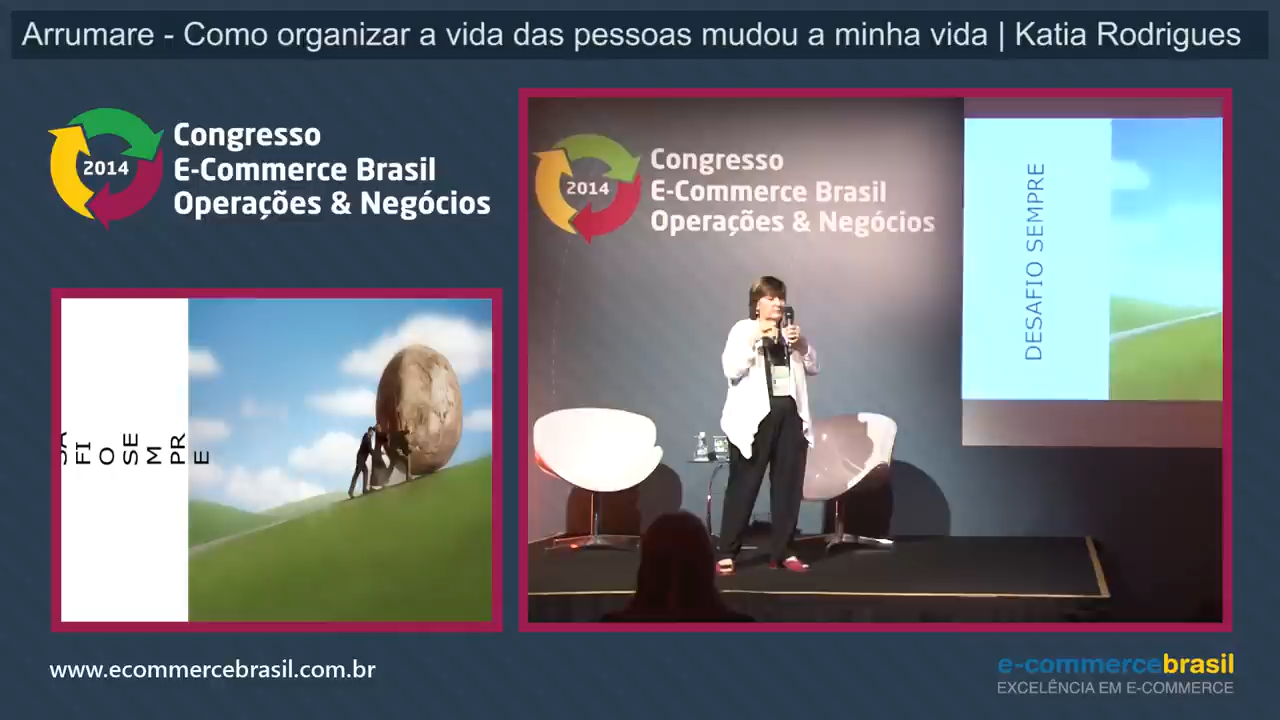 Arrumare - Como organizar a vida das pessoas mudou a minha vida | Katia Rodrigues
2014
Congresso
E-Commerce Brasil
Operações & Negócios
2014
Congresso
E-Commerce Brasil
Operações & Negócios
DESAFIO SEMPRE
FI
O
SE
M
PR
E
www.ecommercebrasil.com.br
e-commercebrasil
EXCELÊNCIA EM E-COMMERCE